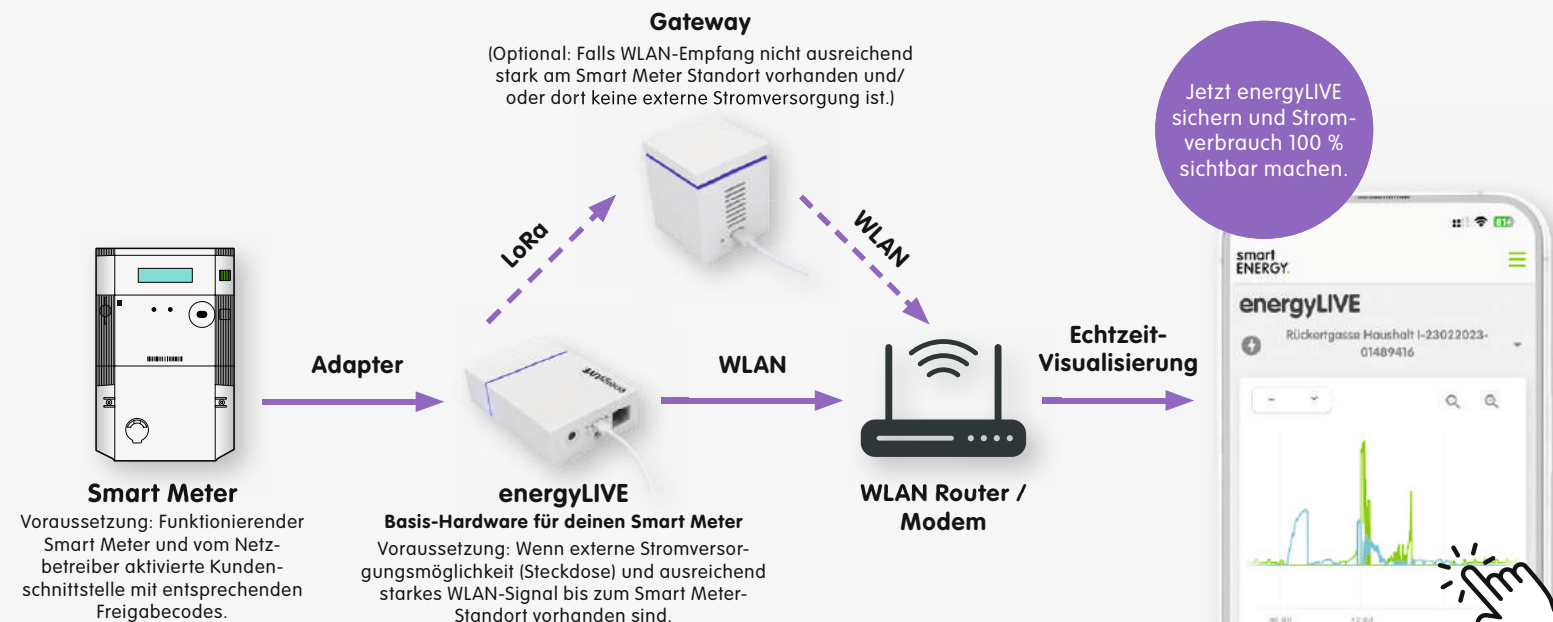 Gateway
(Optional: Falls WLAN-Empfang nicht ausreichend
stark am Smart Meter Standort vorhanden und/
oder dort keine externe Stromversorgung ist.)
Jetzt energyLIVE
sichern und Strom-
verbrauch 100 %
sichtbar machen.
LoRa
WLAN
Adapter
WLAN
Echtzeit-
Visualisierung
energyLIVE
Smart Meter
Voraussetzung: Funktionierender
Smart Meter und vom Netz-
betreiber aktivierte Kunden-
schnittstelle mit entsprechenden
Freigabecodes.
energyLIVE
Basis-Hardware für deinen Smart Meter
Voraussetzung: Wenn externe Stromversor-
gungsmöglichkeit (Steckdose) und ausreichend
starkes WLAN-Signal bis zum Smart Meter-
Standort vorhanden sind.
WLAN Router /
Modem
81+
smart
ENERGY.
energyLIVE
Rückertgasse Haushalt I-23022023-
01489416